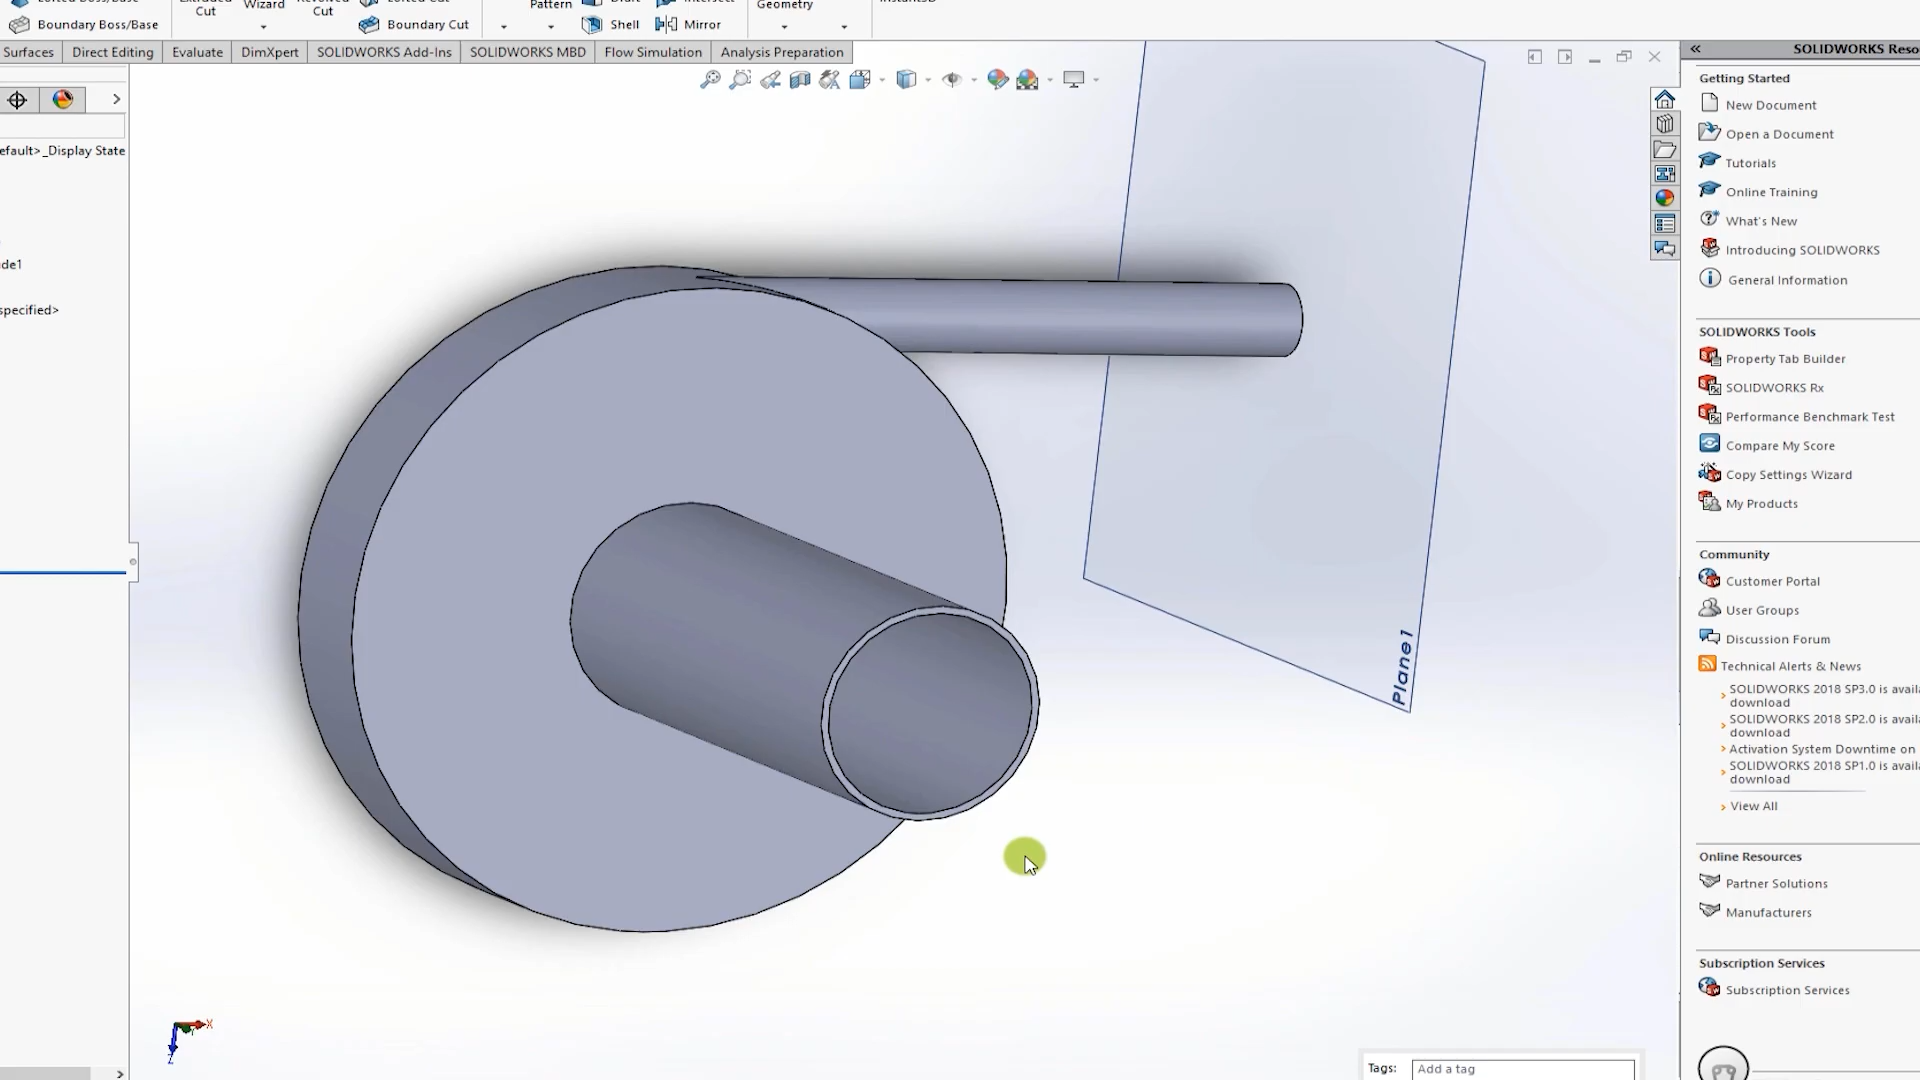 Wizard
Cut
Cut
Pattern
Geometry
Boundary Boss/Base
Boundary Cut
Shell
Mirror
Surfaces
Direct Editing
Evaluate
DimXpert
SOLIDWORKS Add-Ins
SOLIDWORKS MBD
Flow Simulation
Analysis Preparation
SOLIDWORKS Reso
efault>_Display State
de1
specified>
Plane1
X
Z
Tags:
Add a tag
Getting Started
New Document
Open a Document
Tutorials
Online Training
What's New
Introducing SOLIDWORKS
General Information
SOLIDWORKS Tools
Property Tab Builder
SOLIDWORKS Rx
Performance Benchmark Test
Compare My Score
Copy Settings Wizard
My Products
Community
Customer Portal
User Groups
Discussion Forum
Technical Alerts & News
SOLIDWORKS 2018 SP3.0 is availa
download
SOLIDWORKS 2018 SP2.0 is availa
download
Activation System Downtime on
SOLIDWORKS 2018 SP1.0 is availa
download
View All
Online Resources
Partner Solutions
Manufacturers
Subscription Services
Subscription Services